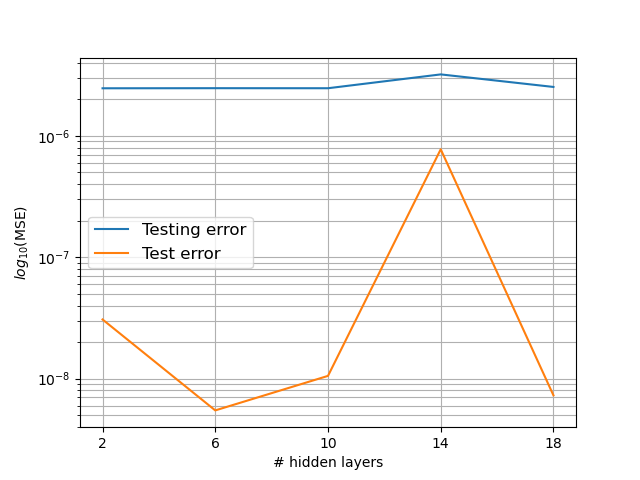 10⁻⁶
10⁻⁷
10⁻⁸
log₁₀(MSE)
Testing error
Test error
2 6 10 14 18
# hidden layers